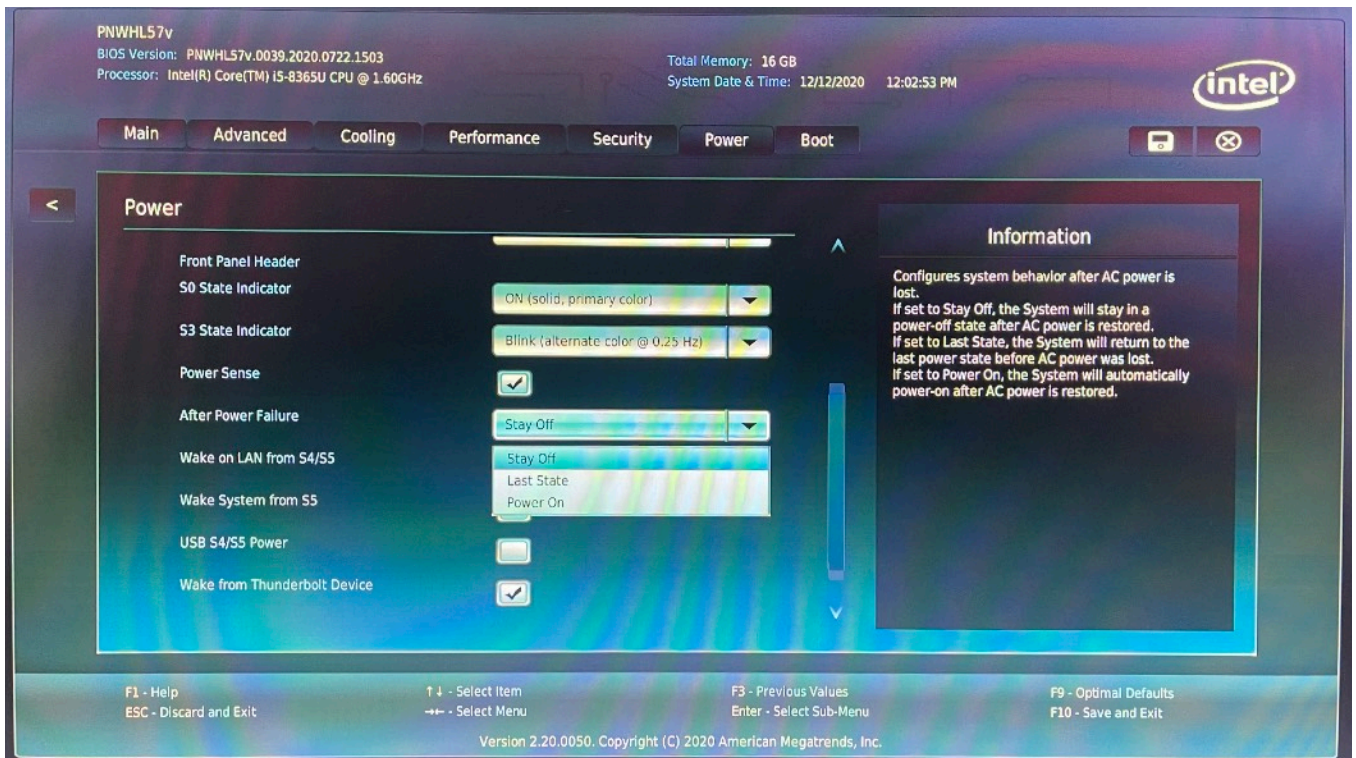 PNWHL57v
BIOS Version: PNWHL57v.0039.2020.0722.1503
Processor: Intel(R) Core(TM) i5-8365U CPU @ 1.60GHz
Total Memory: 16 GB
System Date & Time: 12/12/2020 12:02:53 PM
intel
Main Advanced Cooling Performance Security Power Boot
<
Power
Front Panel Header
S0 State Indicator
ON (solid, primary color)
S3 State Indicator
Blink (alternate color @ 0.25 Hz)
Power Sense
After Power Failure
Stay Off
Stay Off
Last State
Power On
Wake on LAN from S4/S5
Wake System from S5
USB S4/S5 Power
Wake from Thunderbolt Device
Information
Configures system behavior after AC power is
lost.
If set to Stay Off, the System will stay in a
power-off state after AC power is restored.
If set to Last State, the System will return to the
last power state before AC power was lost.
If set to Power On, the System will automatically
power-on after AC power is restored.
F1 - Help
ESC - Discard and Exit
↑↓ - Select Item
→← - Select Menu
F3 - Previous Values
Enter - Select Sub-Menu
F9 - Optimal Defaults
F10 - Save and Exit
Version 2.20.0050. Copyright (C) 2020 American Megatrends, Inc.